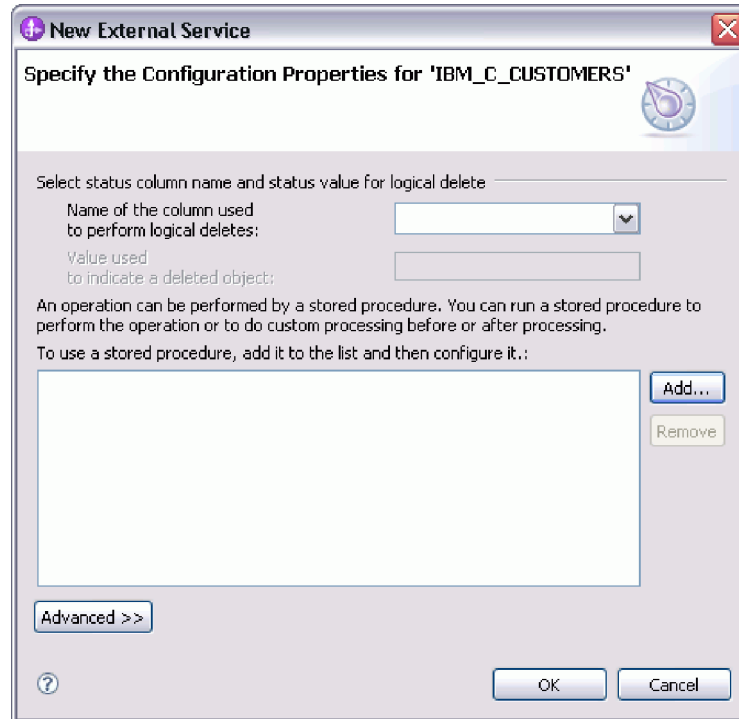 New External Service
Specify the Configuration Properties for 'IBM_C_CUSTOMERS'
Select status column name and status value for logical delete
Name of the column used
to perform logical deletes:
Value used
to indicate a deleted object:
An operation can be performed by a stored procedure. You can run a stored procedure to
perform the operation or to do custom processing before or after processing.
To use a stored procedure, add it to the list and then configure it.:
Add...
Remove
Advanced >>
?
OK
Cancel